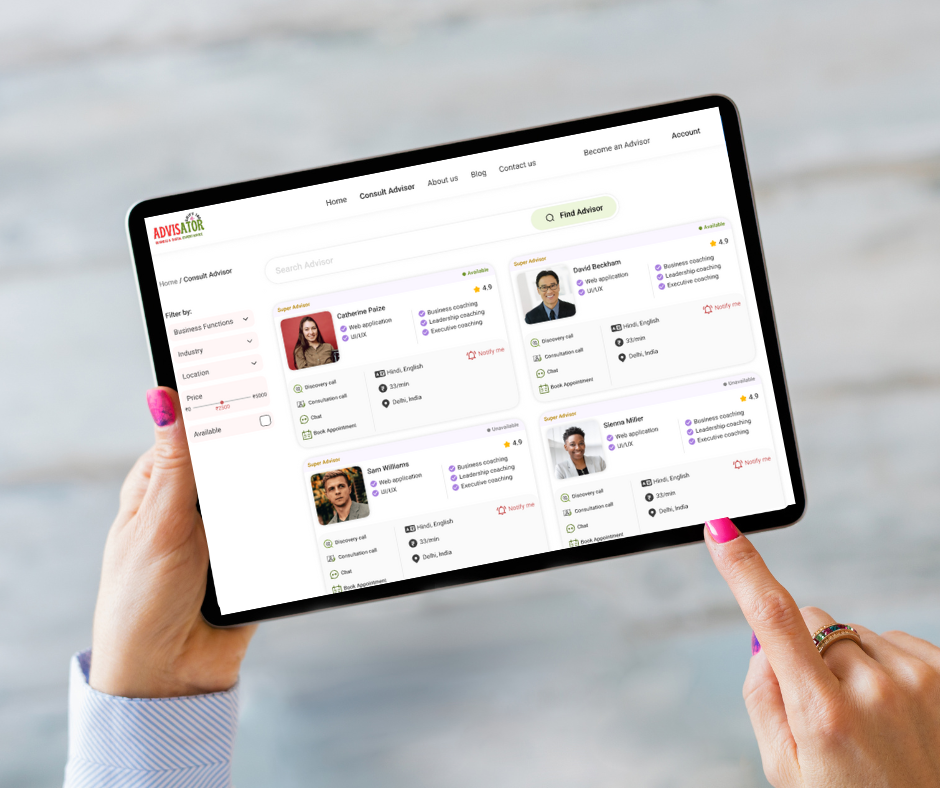 Home
Consult Advisor
About us
Blog
Contact us
Become an Advisor
Account
ADVISATOR
Home / Consult Advisor
Search Advisor
Find Advisor
Filter by:
Business Functions
Industry
Location
Price
₹0
₹2500
₹5000
Available
Super Advisor
Available
Catherine Paize
4.9
Web application
UI/UX
Business coaching
Leadership coaching
Executive coaching
Notify me
Discovery call
Consultation call
Chat
Book Appointment
Hindi, English
33/min
Delhi, India
Super Advisor
Available
David Beckham
4.9
Web application
UI/UX
Business coaching
Leadership coaching
Executive coaching
Notify me
Discovery call
Consultation call
Chat
Book Appointment
Hindi, English
33/min
Delhi, India
Super Advisor
Unavailable
Sam Williams
4.9
Web application
UI/UX
Business coaching
Leadership coaching
Executive coaching
Notify me
Discovery call
Consultation call
Chat
Book Appointment
Hindi, English
33/min
Delhi, India
Super Advisor
Unavailable
Sienna Miller
4.9
Web application
UI/UX
Business coaching
Leadership coaching
Executive coaching
Notify me
Discovery call
Consultation call
Chat
Book Appointment
Hindi, English
33/min
Delhi, India